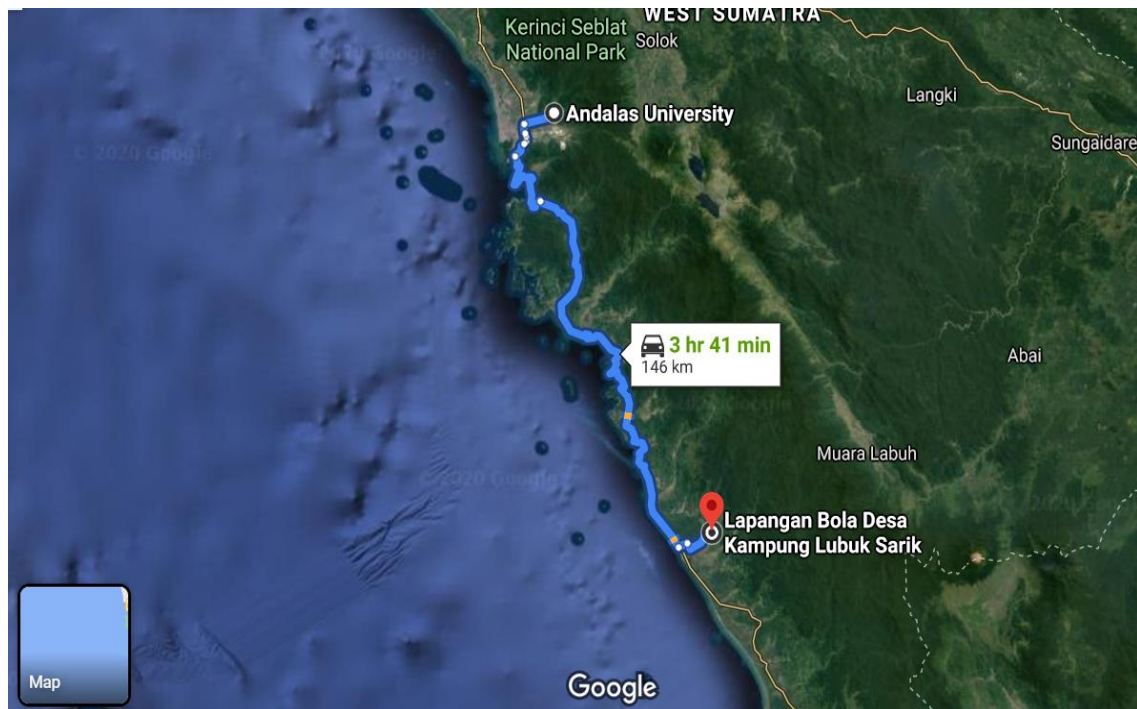 WEST SUMATRA
Kerinci Seblat
National Park
Solok
Andalas University
Langki
Sungaidare
© 2020 Google
3 hr 41 min
146 km
Abai
Muara Labuh
© 2020 Google
Lapangan Bola Desa
Kampung Lubuk Sarik
Map
Google